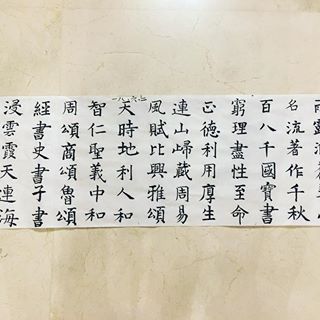 名流著作千秋
百八千國寶書
窮理盡性至命
正德利用厚生
連山歸藏周易
風賦比興雅頌
天時地利人和
智仁聖義中和
周頌商頌魯頌
經書史書子書
浸雲霞天連海